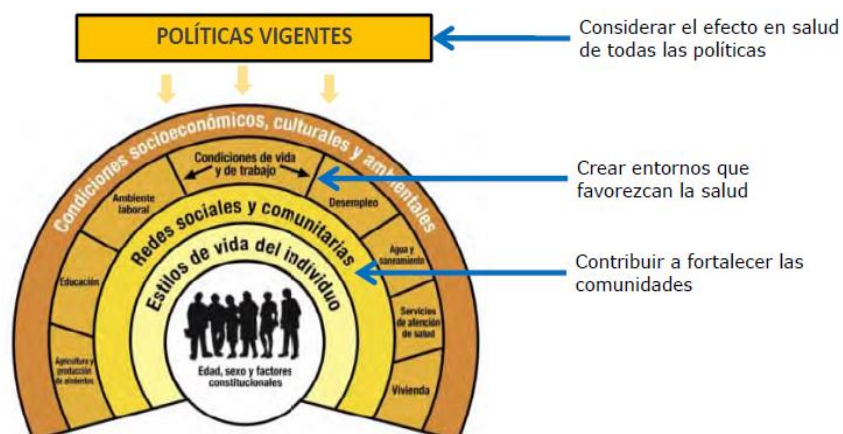 POLÍTICAS VIGENTES
Considerar el efecto en salud
de todas las políticas
Condiciones socioeconómicos, culturales y ambientales
Condiciones de vida
y de trabajo
Crear entornos que
favorezcan la salud
Ambiente
laboral
Desempleo
Redes sociales y comunitarias
Agua y
saneamiento
Estilos de vida del individuo
Contribuir a fortalecer las
comunidades
Educación
Servicios
de atención
de salud
Agricultura y
producción
de alimentos
Edad, sexo y factores
constitucionales
Vivienda